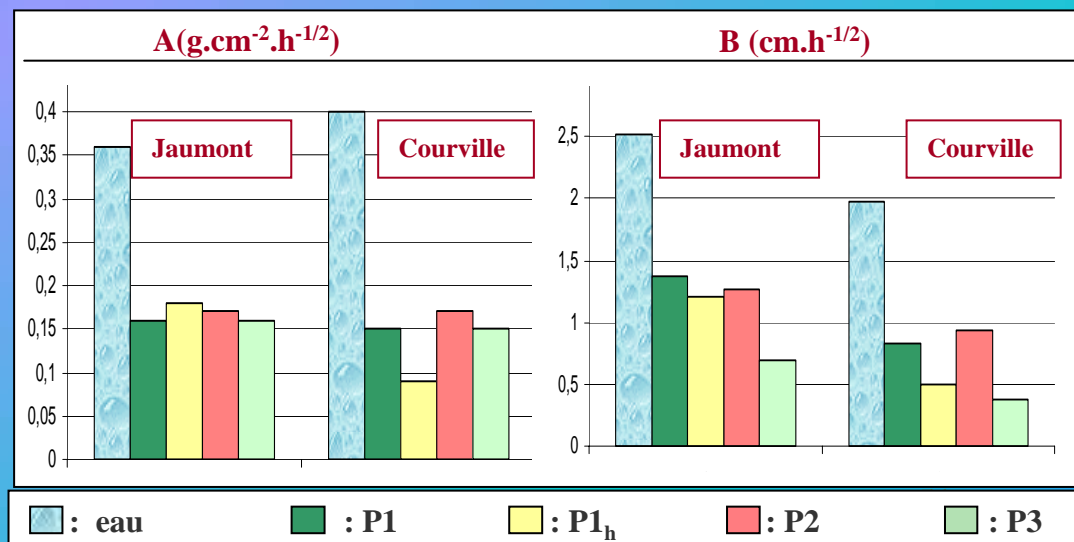 A(g.cm⁻².h⁻¹/²)
B (cm.h⁻¹/²)
0,4
0,35
0,3
0,25
0,2
0,15
0,1
0,05
0
Jaumont
Courville
2,5
2
1,5
1
0,5
0
Jaumont
Courville
: eau
: P1
: P1ₕ
: P2
: P3